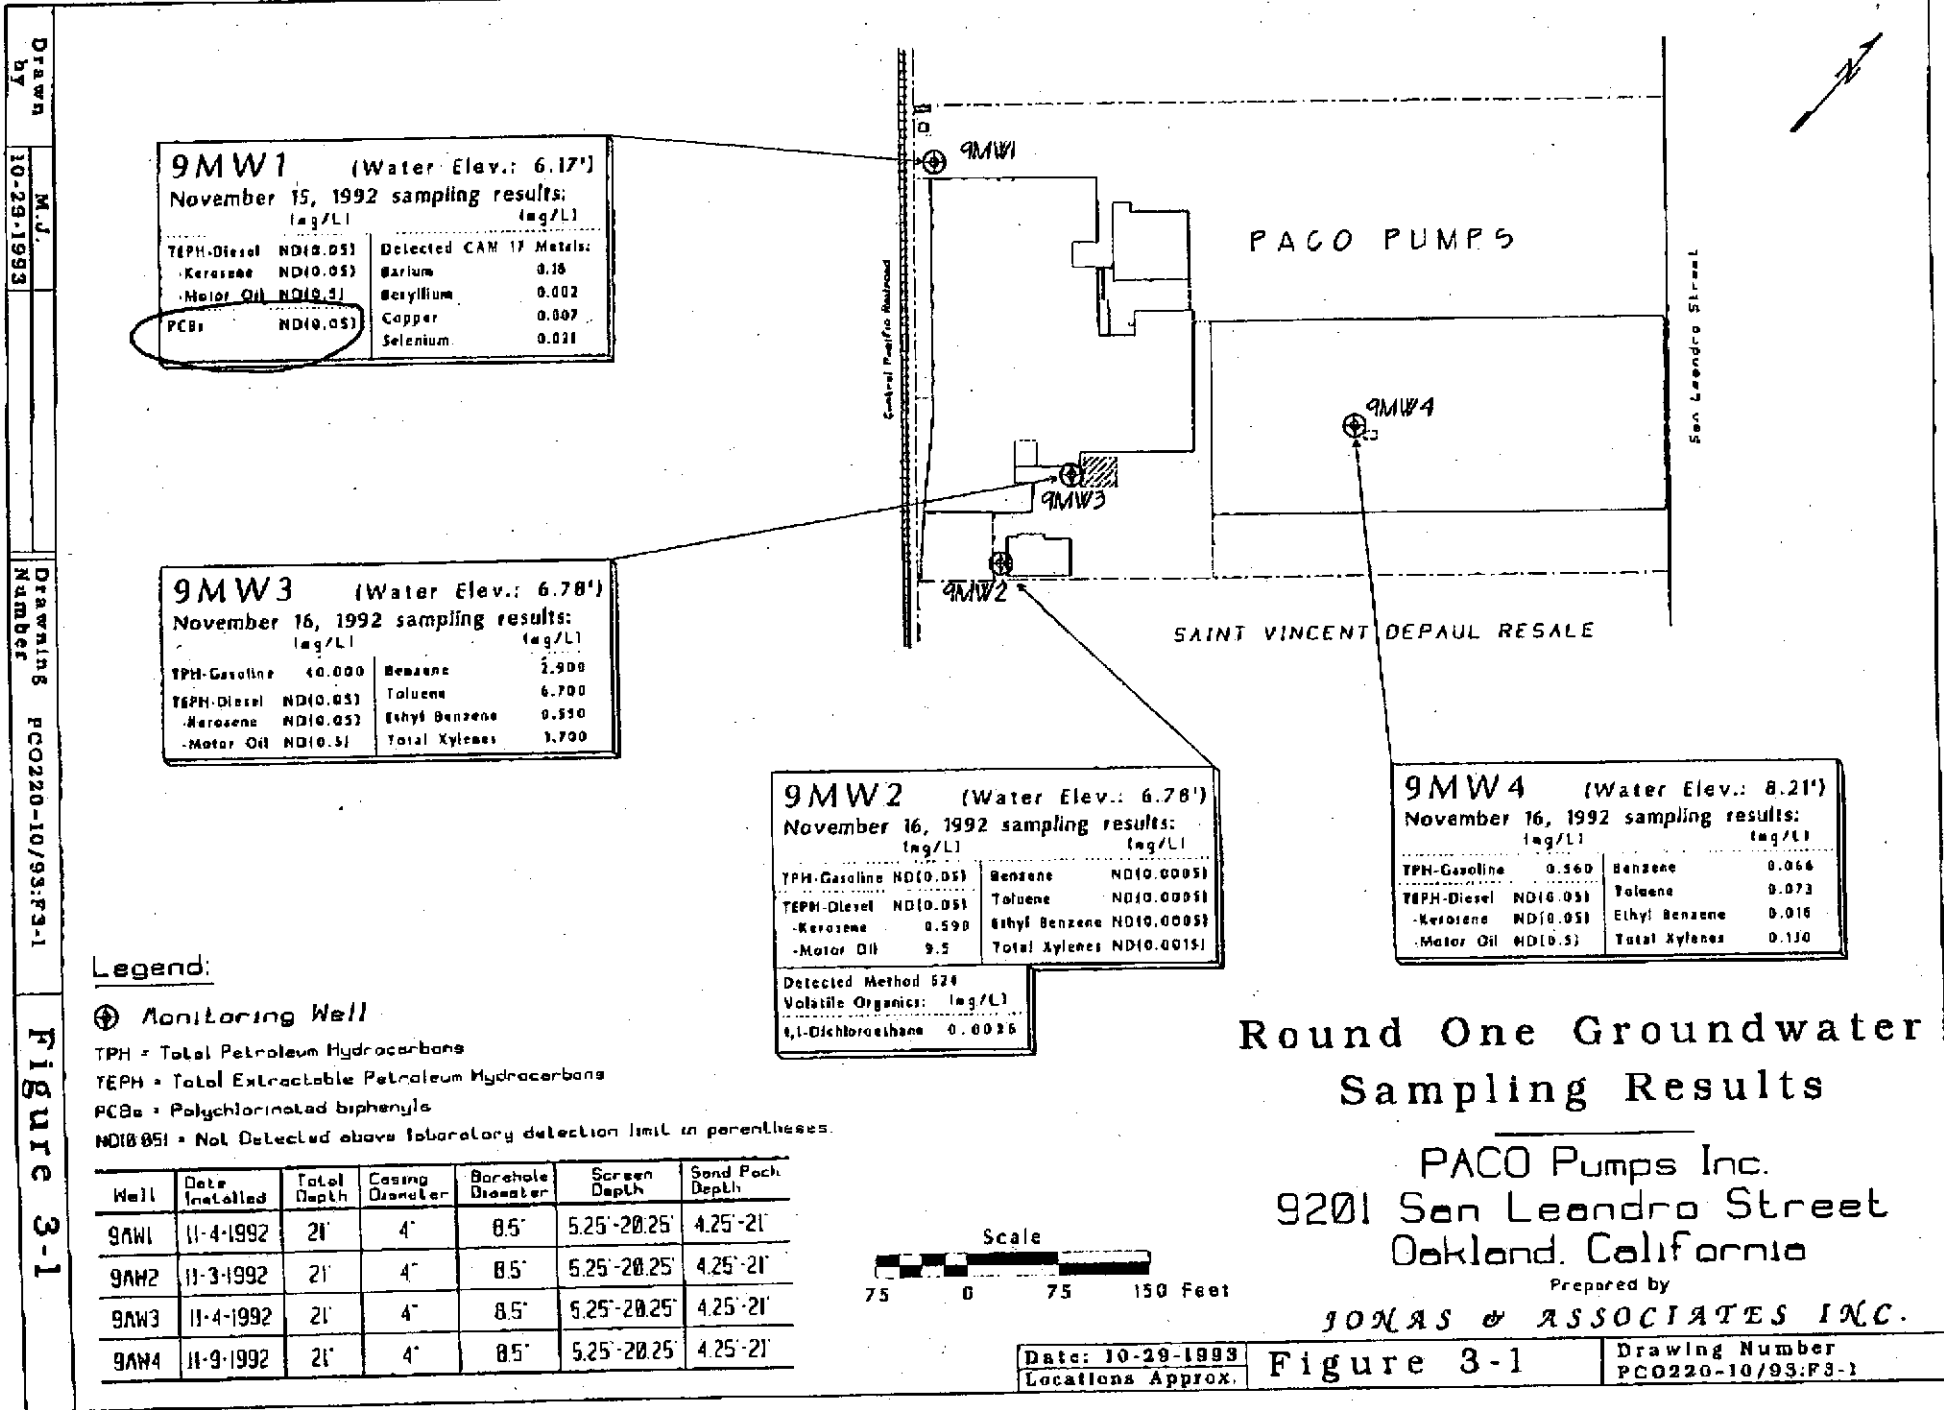 Drawn by
M.J.
10-29-1993
Drawning Number
PCO220-10/93:F3-1
Figure 3-1
9MW1 (Water Elev.: 6.17')
November 15, 1992 sampling results:
(mg/L) (mg/L)
TEPH-Diesel ND(0.05) Detected CAM 17 Metals:
-Kerosene ND(0.05) Barium 0.18
-Motor Oil ND(0.5) Beryllium 0.002
PCBs ND(0.05) Copper 0.007
Selenium 0.021
9MW1
N
PACO PUMPS
Central Pacific Railroad
San Leandro Street
9MW4
9MW3
9MW2
SAINT VINCENT DEPAUL RESALE
9MW3 (Water Elev.: 6.78')
November 16, 1992 sampling results:
(mg/L) (mg/L)
TPH-Gasoline 40.000 Benzene 2.900
TEPH-Diesel ND(0.05) Toluene 6.700
-Kerosene ND(0.05) Ethyl Benzene 0.550
-Motor Oil ND(0.5) Total Xylenes 3.700
9MW2 (Water Elev.: 6.78')
November 16, 1992 sampling results:
(mg/L) (mg/L)
TPH-Gasoline ND(0.05) Benzene ND(0.0005)
TEPH-Diesel ND(0.05) Toluene ND(0.0005)
-Kerosene 0.590 Ethyl Benzene ND(0.0005)
-Motor Oil 9.5 Total Xylenes ND(0.0015)
Detected Method 624
Volatile Organics: (mg/L)
1,1-Dichloroethane
9MW4 (Water Elev.: 8.21')
November 16, 1992 sampling results:
(mg/L) (mg/L)
TPH-Gasoline 0.560 Benzene 0.066
TEPH-Diesel ND(0.05) Toluene 0.073
-Kerosene ND(0.05) Ethyl Benzene 0.016
-Motor Oil ND(0.5) Total Xylenes 0.130
Legend:
Monitoring Well
TPH = Total Petroleum Hydrocarbons
TEPH = Total Extractable Petroleum Hydrocarbons
PCBs = Polychlorinated biphenyls
ND(0.05) = Not Detected above laboratory detection limit in parentheses.
Well Date Installed Total Depth Casing Diameter Borehole Diameter Screen Depth Sand Pack Depth
9MW1 11-4-1992 21' 4" 8.5" 5.25'-20.25' 4.25'-21'
9MW2 11-3-1992 21' 4" 8.5" 5.25'-20.25' 4.25'-21'
9MW3 11-4-1992 21' 4" 8.5" 5.25'-20.25' 4.25'-21'
9MW4 11-9-1992 21' 4" 8.5" 5.25'-20.25' 4.25'-21'
Scale
75 0 75 150 Feet
Round One Groundwater
Sampling Results
PACO Pumps Inc.
9201 San Leandro Street
Oakland, California
Prepared by
JONAS & ASSOCIATES INC.
Date: 10-29-1993
Locations Approx.
Figure 3-1
Drawing Number
PCO220-10/93:F3-1